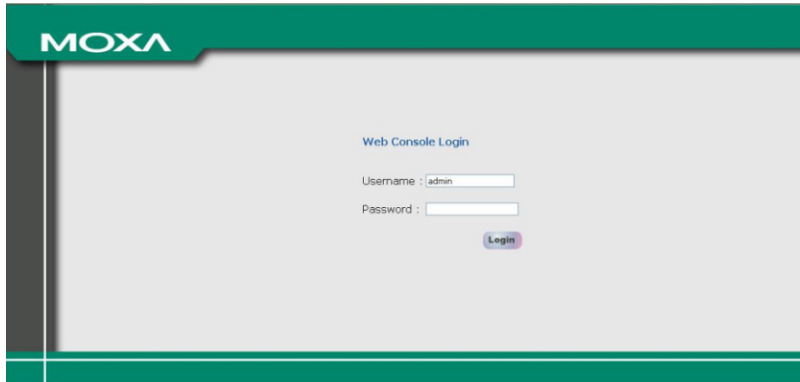 MOXA
Web Console Login
Username : admin
Password :
Login